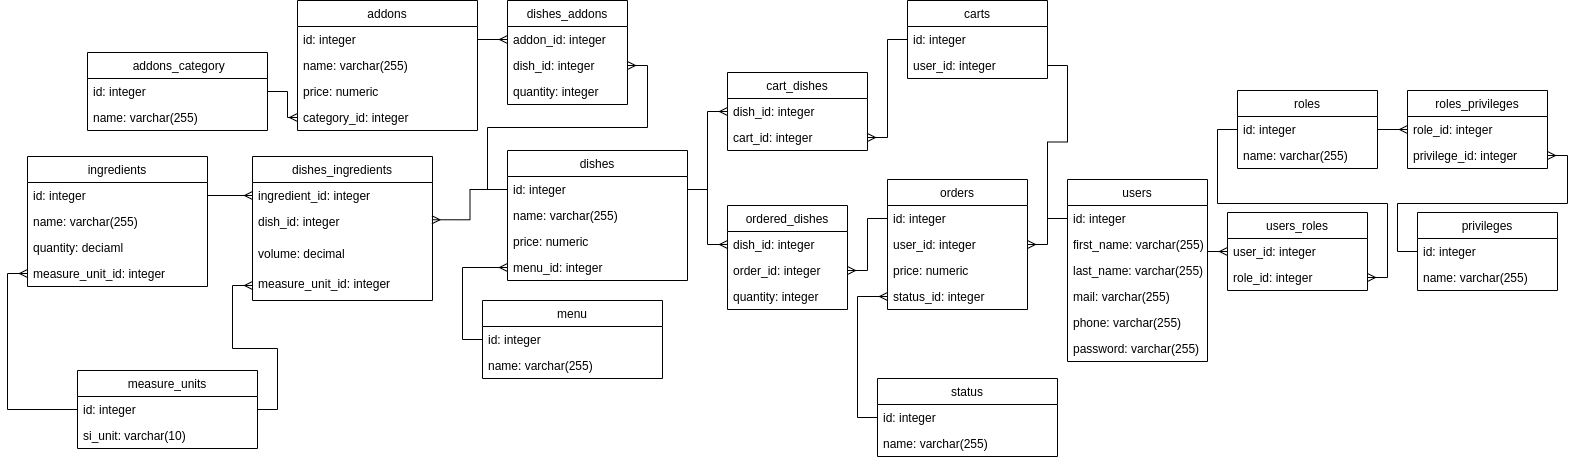 addons
id: integer
name: varchar(255)
price: numeric
category_id: integer
dishes_addons
addon_id: integer
dish_id: integer
quantity: integer
carts
id: integer
user_id: integer
addons_category
id: integer
name: varchar(255)
cart_dishes
dish_id: integer
cart_id: integer
roles
id: integer
name: varchar(255)
roles_privileges
role_id: integer
privilege_id: integer
ingredients
id: integer
name: varchar(255)
quantity: deciaml
measure_unit_id: integer
dishes_ingredients
ingredient_id: integer
dish_id: integer
volume: decimal
measure_unit_id: integer
dishes
id: integer
name: varchar(255)
price: numeric
menu_id: integer
ordered_dishes
dish_id: integer
order_id: integer
quantity: integer
orders
id: integer
user_id: integer
price: numeric
status_id: integer
users
id: integer
first_name: varchar(255)
last_name: varchar(255)
mail: varchar(255)
phone: varchar(255)
password: varchar(255)
users_roles
user_id: integer
role_id: integer
privileges
id: integer
name: varchar(255)
menu
id: integer
name: varchar(255)
measure_units
id: integer
si_unit: varchar(10)
status
id: integer
name: varchar(255)